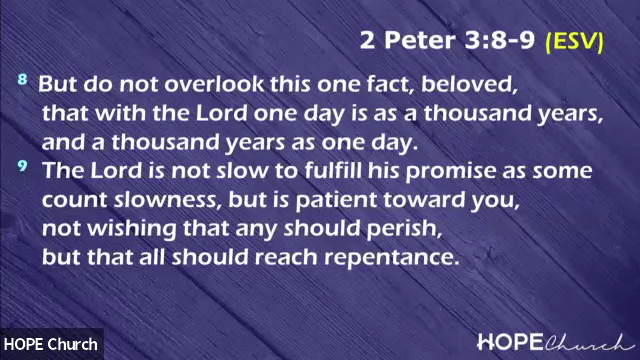 2 Peter 3:8-9 (ESV)
8 But do not overlook this one fact, beloved,
that with the Lord one day is as a thousand years,
and a thousand years as one day.
9 The Lord is not slow to fulfill his promise as some
count slowness, but is patient toward you,
not wishing that any should perish,
but that all should reach repentance.
HOPE Church
HOPE Church